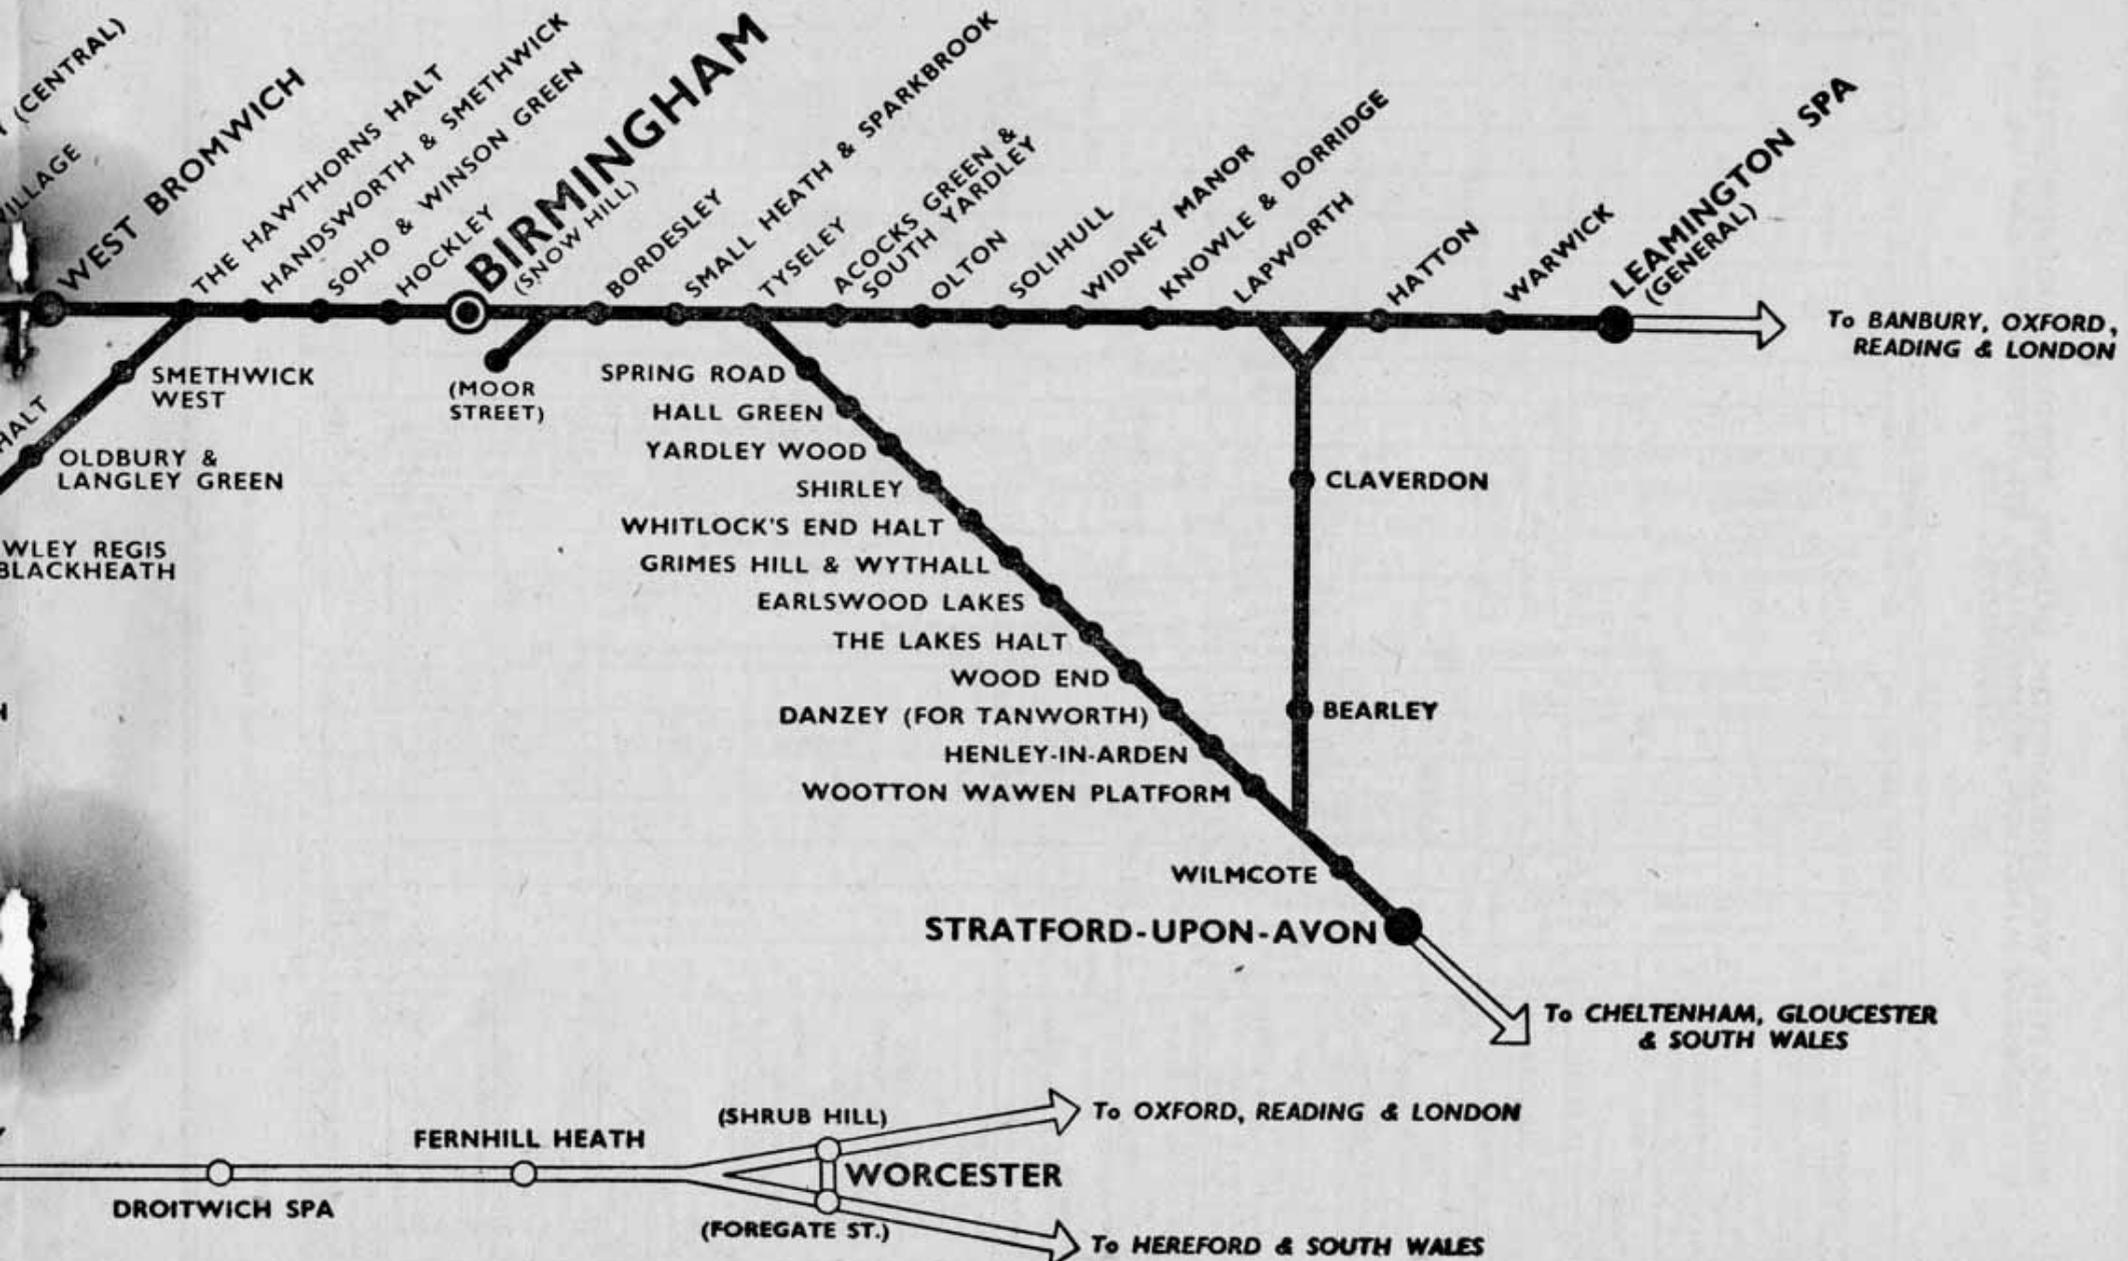 (CENTRAL)
VILLAGE
WEST BROMWICH
THE HAWTHORNS HALT
HANDSWORTH & SMETHWICK
SOHO & WINSON GREEN
HOCKLEY
BIRMINGHAM
(SNOW HILL)
BORDESLEY
SMALL HEATH & SPARKBROOK
TYSELEY
ACOCKS GREEN &
SOUTH YARDLEY
OLTON
SOLIHULL
WIDNEY MANOR
KNOWLE & DORRIDGE
LAPWORTH
HATTON
WARWICK
LEAMINGTON SPA
(GENERAL)
To BANBURY, OXFORD,
READING & LONDON
(MOOR
STREET)
SMETHWICK
WEST
HALT
OLDBURY &
LANGLEY GREEN
WLEY REGIS
BLACKHEATH
SPRING ROAD
HALL GREEN
YARDLEY WOOD
SHIRLEY
WHITLOCK'S END HALT
GRIMES HILL & WYTHALL
EARLSWOOD LAKES
THE LAKES HALT
WOOD END
DANZEY (FOR TANWORTH)
HENLEY-IN-ARDEN
WOOTTON WAWEN PLATFORM
CLAVERDON
BEARLEY
WILMCOTE
STRATFORD-UPON-AVON
To CHELTENHAM, GLOUCESTER
& SOUTH WALES
(SHRUB HILL)
To OXFORD, READING & LONDON
FERNHILL HEATH
WORCESTER
DROITWICH SPA
(FOREGATE ST.)
To HEREFORD & SOUTH WALES